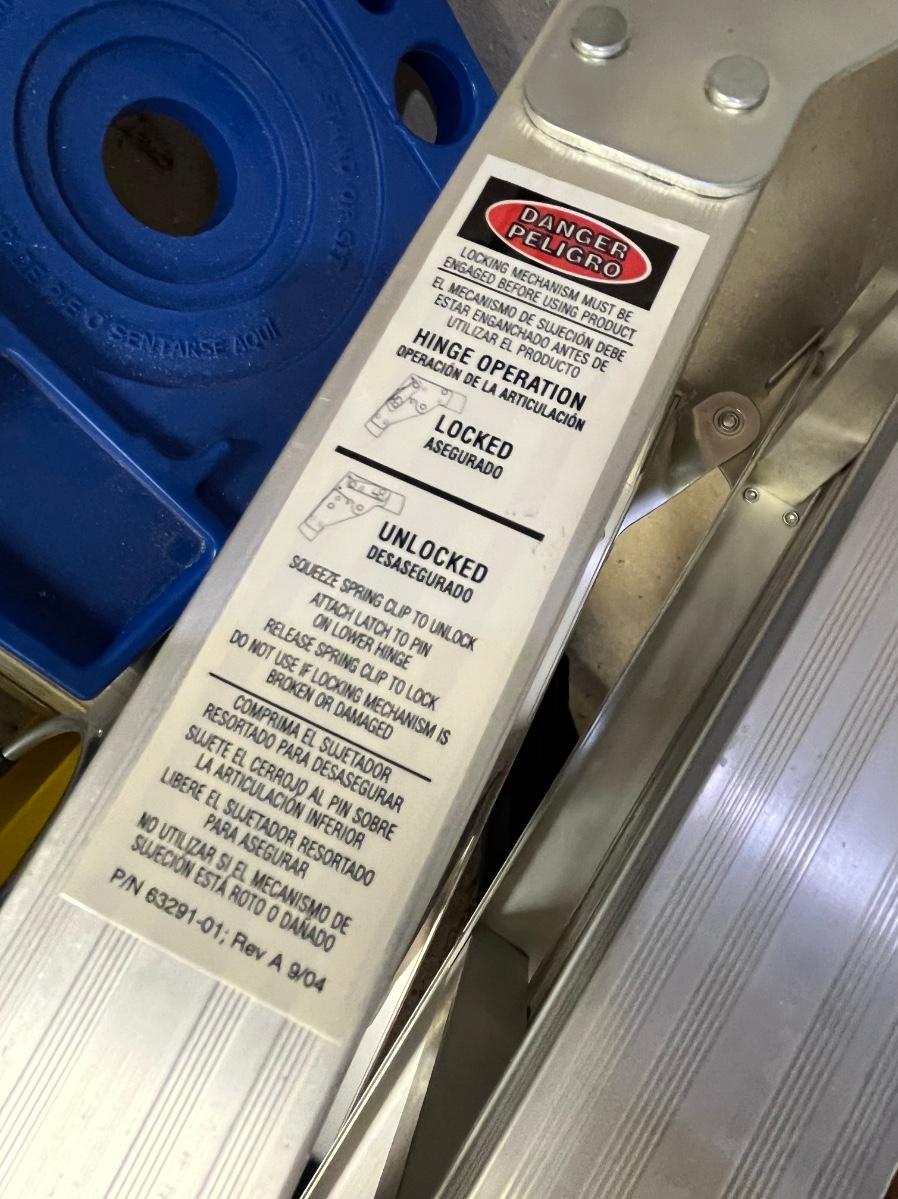 DANGER
PELIGRO
LOCKING MECHANISM MUST BE
ENGAGED BEFORE USING PRODUCT
EL MECANISMO DE SUJECIÓN DEBE
ESTAR ENGANCHADO ANTES DE
UTILIZAR EL PRODUCTO
HINGE OPERATION
OPERACIÓN DE LA ARTICULACIÓN
LOCKED
ASEGURADO
UNLOCKED
DESASEGURADO
SQUEEZE SPRING CLIP TO UNLOCK
ATTACH LATCH TO PIN
ON LOWER HINGE
RELEASE SPRING CLIP TO LOCK
DO NOT USE IF LOCKING MECHANISM IS
BROKEN OR DAMAGED
COMPRIMA EL SUJETADOR
RESORTADO PARA DESASEGURAR
SUJETE EL CERROJO AL PIN SOBRE
LA ARTICULACIÓN INFERIOR
LIBERE EL SUJETADOR RESORTADO
PARA ASEGURAR
NO UTILIZAR SI EL MECANISMO DE
SUJECIÓN ESTÁ ROTO O DAÑADO
P/N 63291-01; Rev A 9/04
DE PIE O SENTARSE AQUÍ